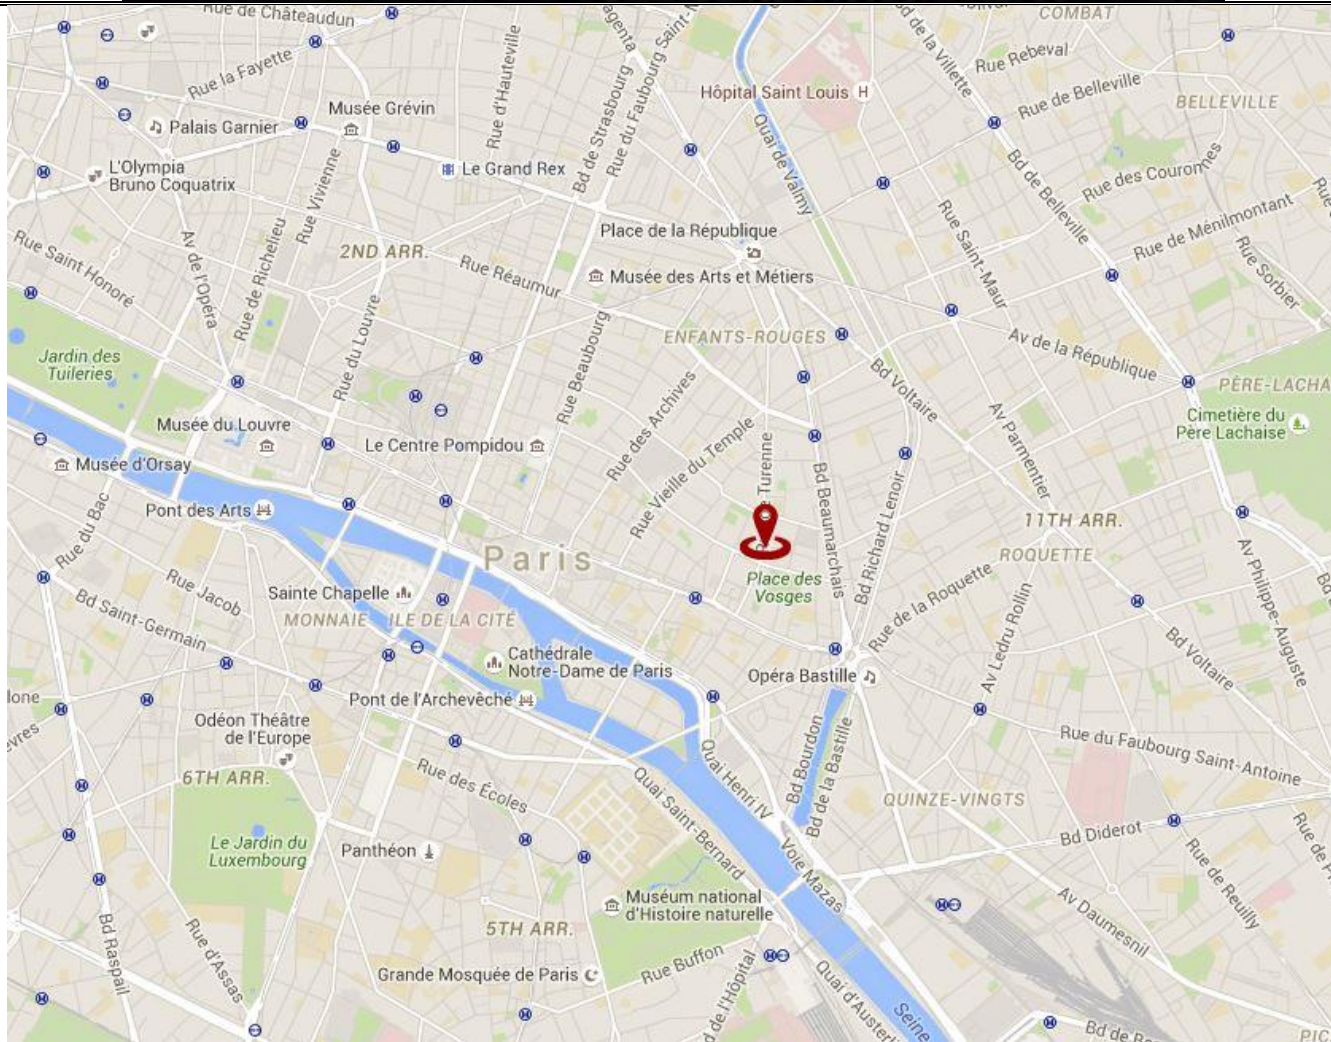 Rue de Châteaudun
Rue la Fayette
Rue d'Hauteville
Bd de Strasbourg
Rue du Faubourg Saint-
COMBAT
Rue Rebeval
Bd de la Villette
Rue de Belleville
BELLEVILLE
Hôpital Saint Louis
H
Musée Grévin
Palais Garnier
L'Olympia
Bruno Coquatrix
Le Grand Rex
Quai de Valmy
Bd de Belleville
Rue des Couronnes
Rue de Ménilmontant
Rue Sorbier
Rue Saint-Maur
Rue Vivienne
Rue de Richelieu
Rue Saint Honoré
Av de l'Opéra
2ND ARR.
Rue Réaumur
Place de la République
Musée des Arts et Métiers
ENFANTS-ROUGES
Av de la République
Bd Voltaire
Rue du Louvre
Rue Beaubourg
Jardin des
Tuileries
PÈRE-LACHA
Cimetière du
Père Lachaise
Rue des Archives
Rue Vieille du Temple
Turenne
Bd Beaumarchais
Bd Richard Lenoir
Av Parmentier
Musée du Louvre
Le Centre Pompidou
Musée d'Orsay
Pont des Arts
Rue du Bac
11TH ARR.
ROQUETTE
Paris
Place des
Vosges
Rue Jacob
Bd Saint-Germain
Sainte Chapelle
MONNAIE
ILE DE LA CITÉ
Rue de la Roquette
Av Ledru Rollin
Av Philippe-Auguste
Bd Voltaire
Cathédrale
Notre-Dame de Paris
Opéra Bastille
Pont de l'Archevêché
Odéon Théâtre
de l'Europe
6TH ARR.
Rue des Écoles
Quai Saint-Bernard
Quai Henri IV
Bd Bourdon
Bd de la Bastille
Rue du Faubourg Saint-Antoine
QUINZE-VINGTS
Bd Diderot
Rue de Reuilly
Le Jardin du
Luxembourg
Panthéon
Voie Mazas
Av Daumesnil
Muséum national
d'Histoire naturelle
5TH ARR.
Bd Raspail
Rue d'Assas
Grande Mosquée de Paris
Rue Buffon
de l'Hôpital
Quai d'Austerli
Seine
PIC